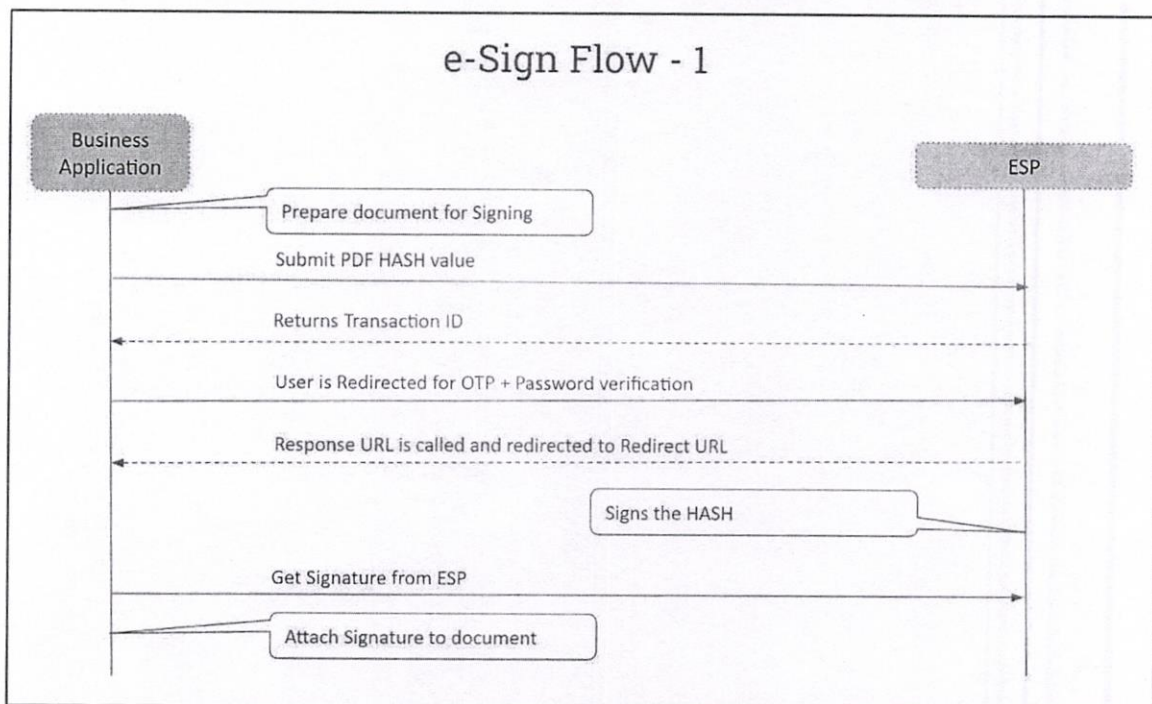 e-Sign Flow - 1
Business
Application
ESP
Prepare document for Signing
Submit PDF HASH value
Returns Transaction ID
User is Redirected for OTP + Password verification
Response URL is called and redirected to Redirect URL
Signs the HASH
Get Signature from ESP
Attach Signature to document